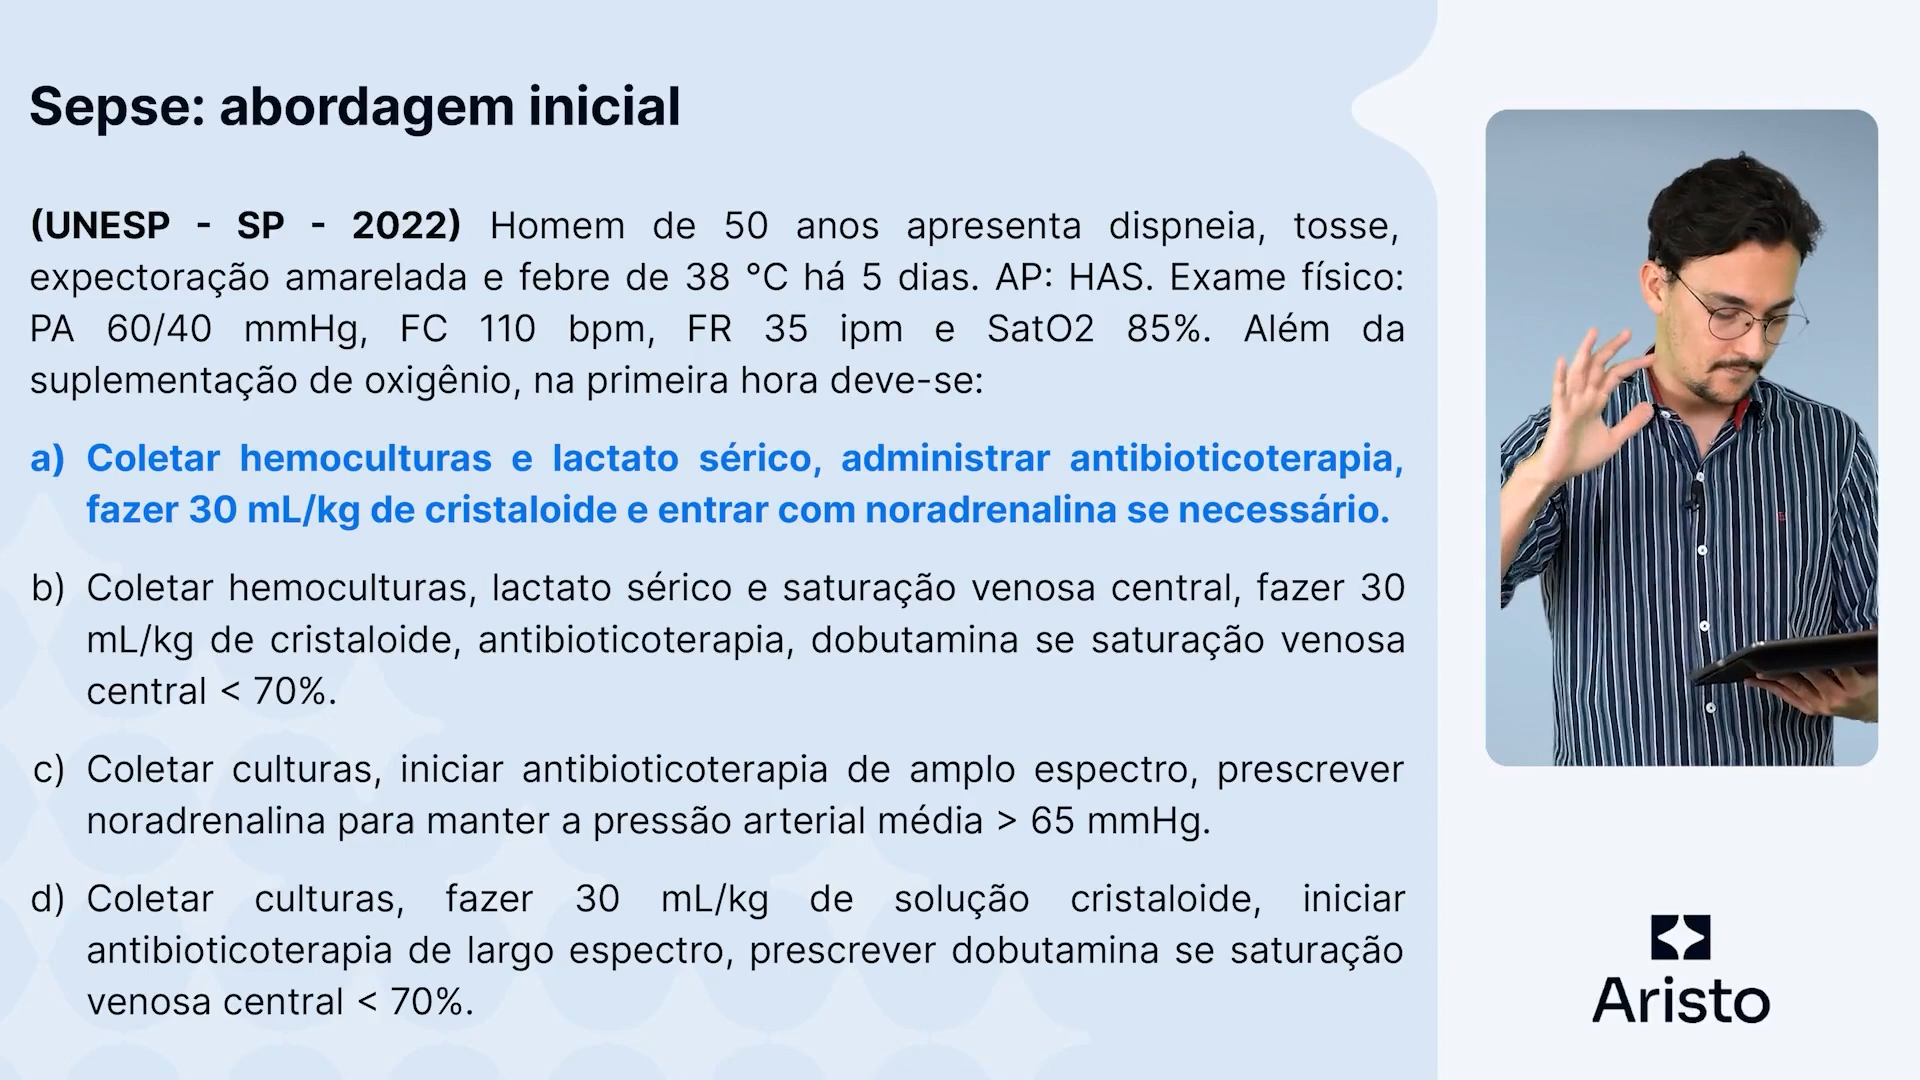 Sepse: abordagem inicial
(UNESP - SP - 2022) Homem de 50 anos apresenta dispneia, tosse,
expectoração amarelada e febre de 38 °C há 5 dias. AP: HAS. Exame físico:
PA 60/40 mmHg, FC 110 bpm, FR 35 ipm e SatO2 85%. Além da
suplementação de oxigênio, na primeira hora deve-se:
a) Coletar hemoculturas e lactato sérico, administrar antibioticoterapia,
fazer 30 mL/kg de cristaloide e entrar com noradrenalina se necessário.
b) Coletar hemoculturas, lactato sérico e saturação venosa central, fazer 30
mL/kg de cristaloide, antibioticoterapia, dobutamina se saturação venosa
central < 70%.
c) Coletar culturas, iniciar antibioticoterapia de amplo espectro, prescrever
noradrenalina para manter a pressão arterial média > 65 mmHg.
d) Coletar culturas, fazer 30 mL/kg de solução cristaloide, iniciar
antibioticoterapia de largo espectro, prescrever dobutamina se saturação
venosa central < 70%.
Aristo